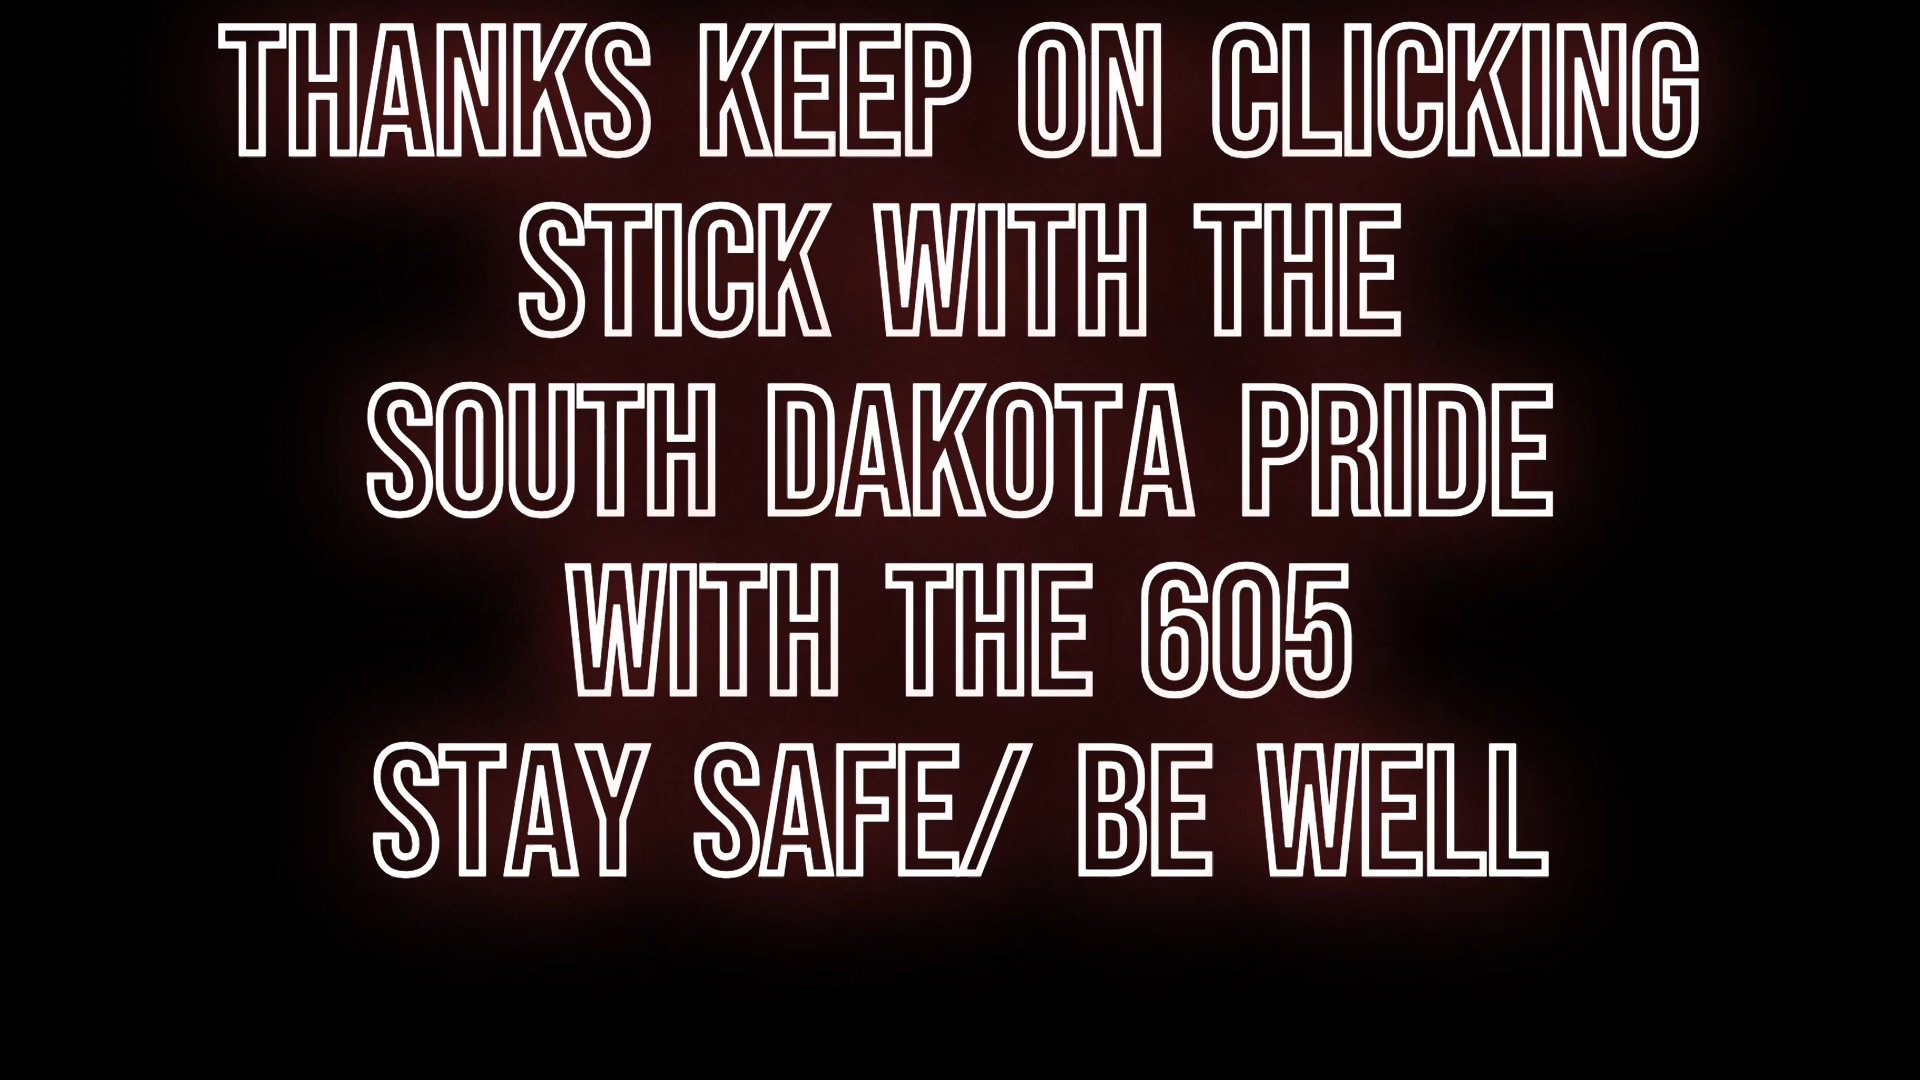 THANKS KEEP ON CLICKING
STICK WITH THE
SOUTH DAKOTA PRIDE
WITH THE 605
STAY SAFE/ BE WELL